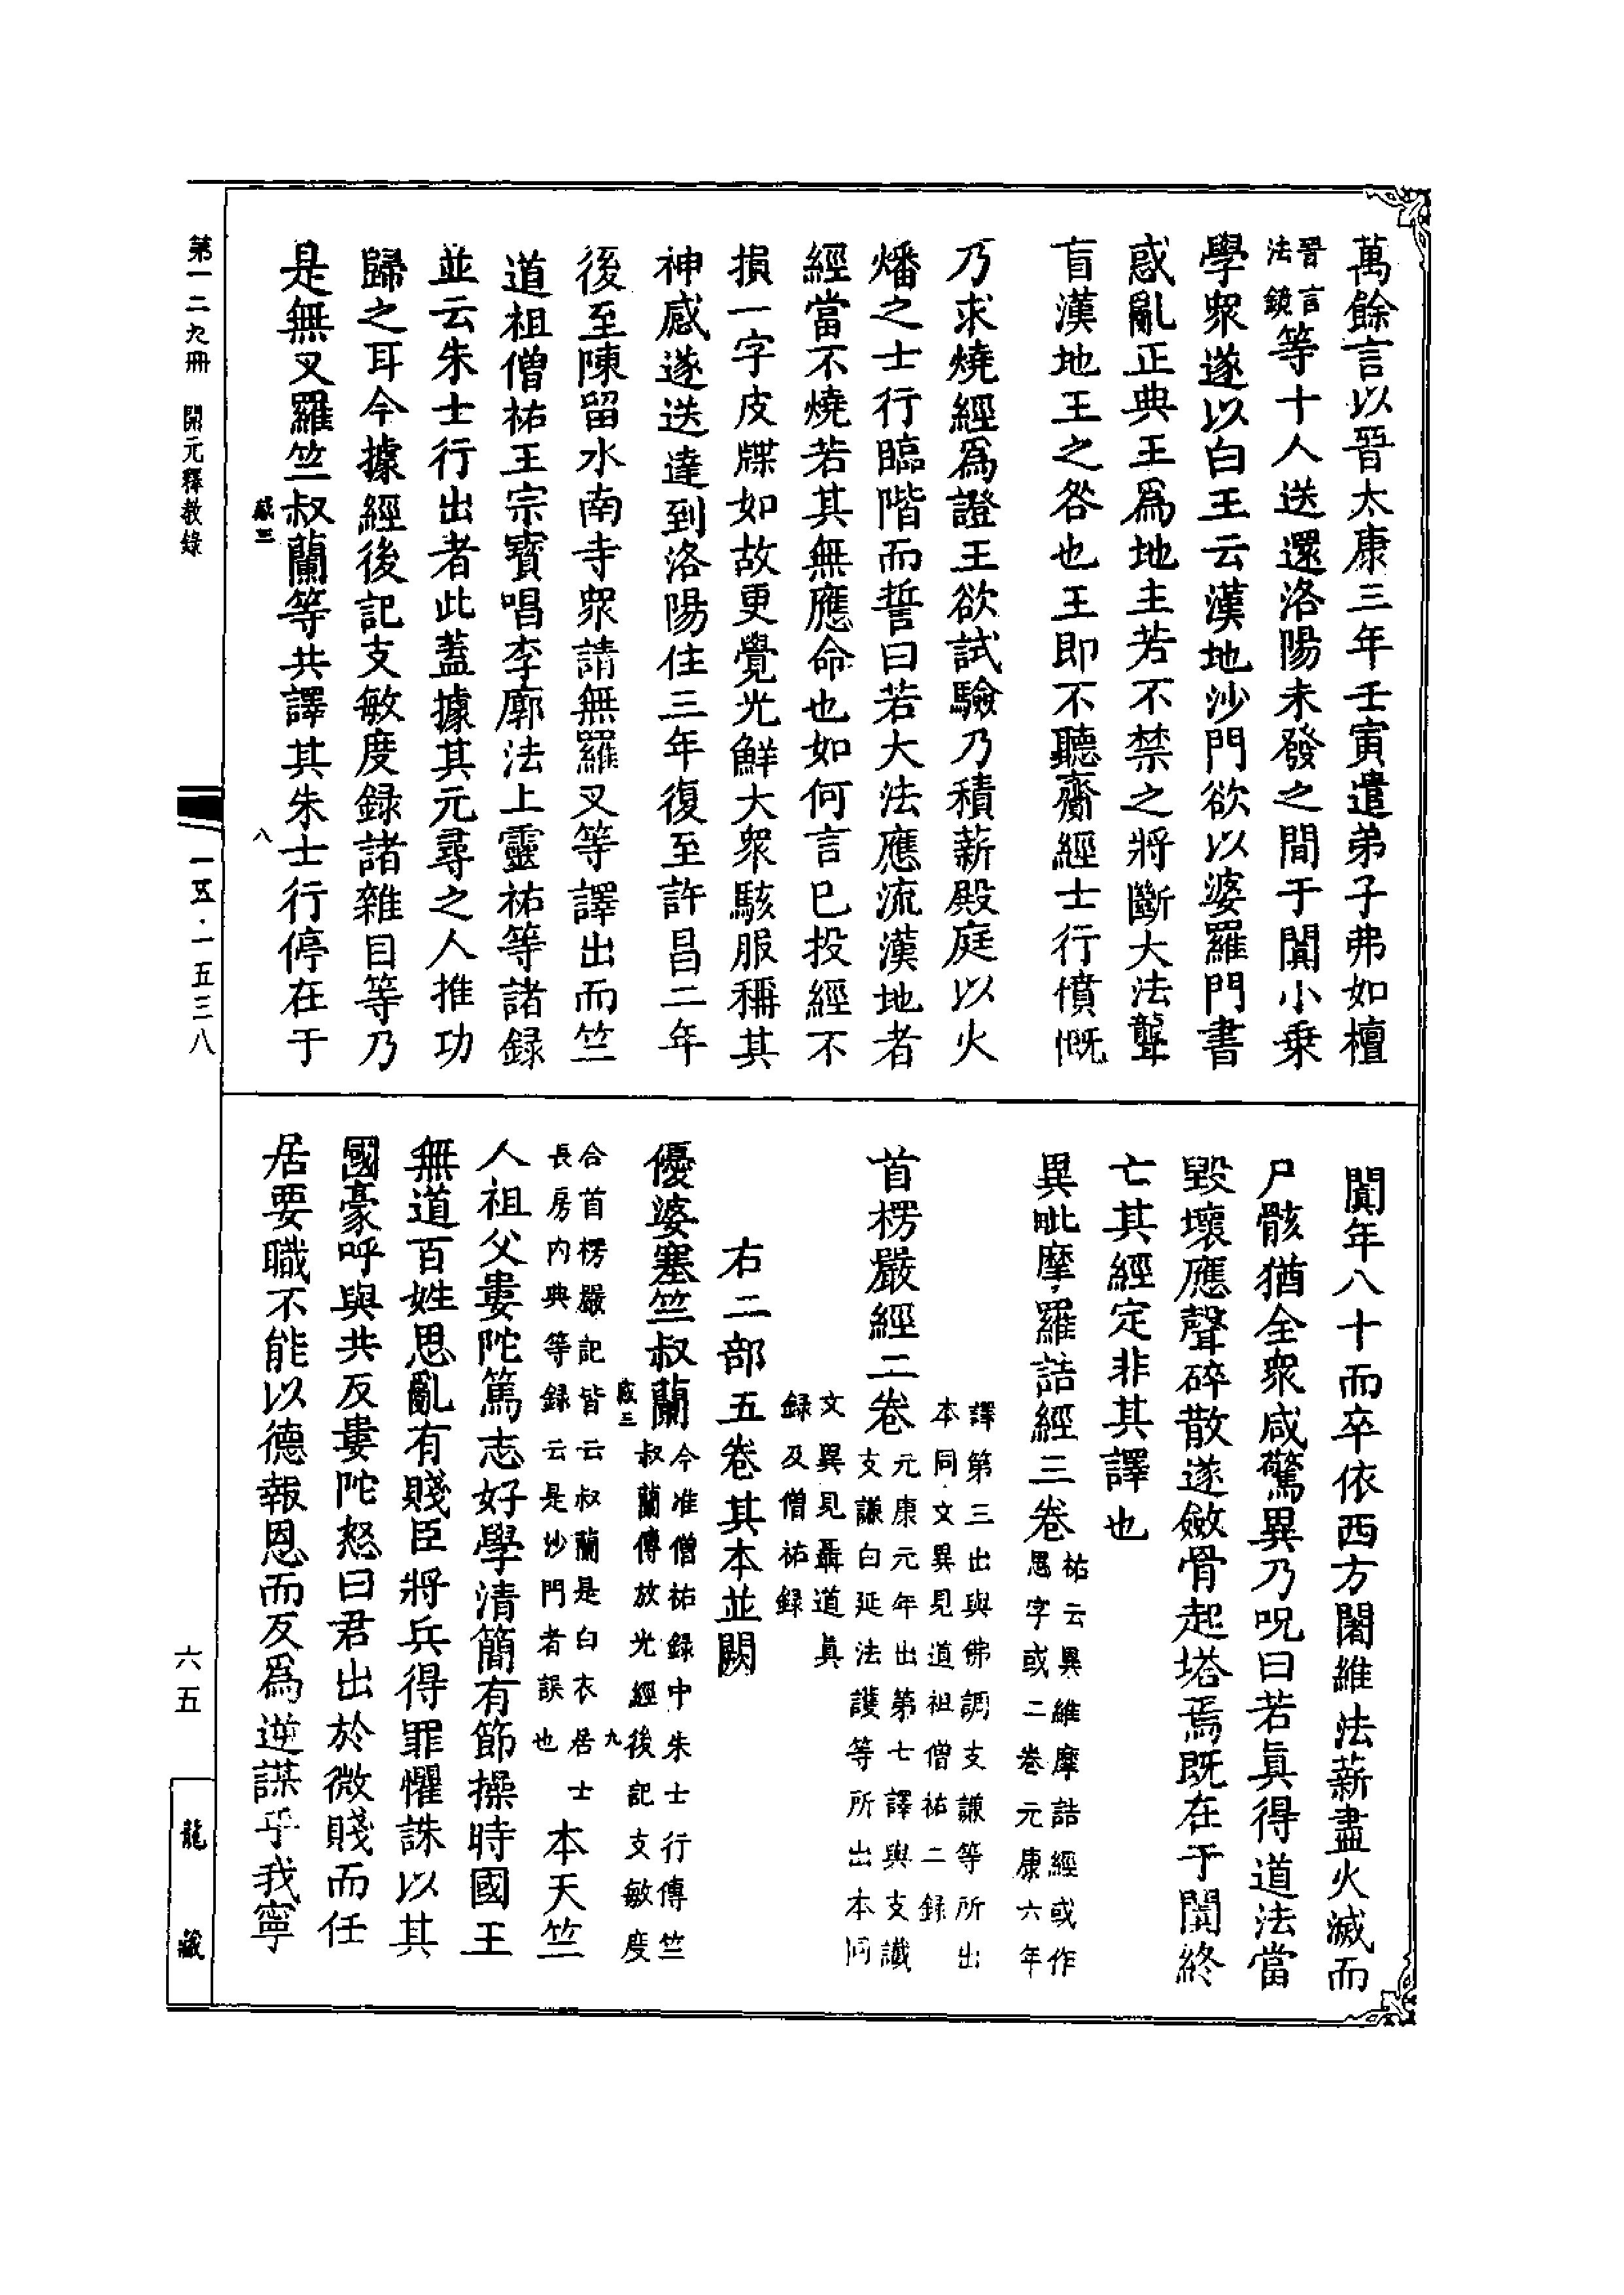 萬餘言以晉太康三年壬寅遣弟子弗如檀
晉言
法鏡
等十人送還洛陽未發之間于闐小乗
學衆遂以白王云漢地沙門欲以婆羅門書
惑亂正典王爲地主若不禁之將斷大法聾
盲漢地王之咎也王即不聽齎經士行憤慨
乃求燒經爲證王欲試驗乃積薪殿庭以火
燔之士行臨階而誓曰若大法應流漢地者
經當不燒若其無應命也如何言已投經不
損一字皮牒如故更覺光鮮大衆駭服稱其
神感遂送達到洛陽住三年復至許昌二年
後至陳留水南寺衆請無羅叉等譯出而竺
道祖僧祐王宗寶唱李廓法上靈祐等諸録
並云朱士行出者此蓋據其元尋之人推功
歸之耳今據經後記支敏度録諸雜目等乃
是無叉羅竺叔蘭等共譯其朱士行停在于
感三
八
闐年八十而卒依西方闍維法薪盡火滅而
尸骸猶全衆咸驚異乃呪曰若眞得道法當
毀壞應聲碎散遂斂骨起塔焉既在于闐終
亡其經定非其譯也
異毗摩羅詰經三卷
祐云異維摩詰經或作
思字或二卷元康六年
譯第三出與佛調支謙等所出
本同文異見道祖僧祐二録
首楞嚴經二卷
元康元年出第七譯與支讖
支謙白延法護等所出本同
文異見聶道眞
録及僧祐録
右二部五卷其本並闕
優婆塞竺叔蘭
今准僧祐録中朱士行傳竺
叔蘭傳放光經後記支敏度
感三
九
合首楞嚴記皆云叔蘭是白衣居士
長房内典等録云是沙門者誤也
本天竺
人祖父婁陀篤志好學清簡有節操時國王
無道百姓思亂有賤臣將兵得罪懼誅以其
國豪呼與共反婁陀怒曰君出於微賤而任
居要職不能以德報恩而反爲逆謀乎我寧
第一二九冊
開元釋教錄
一五·一五三八
六五
龍藏